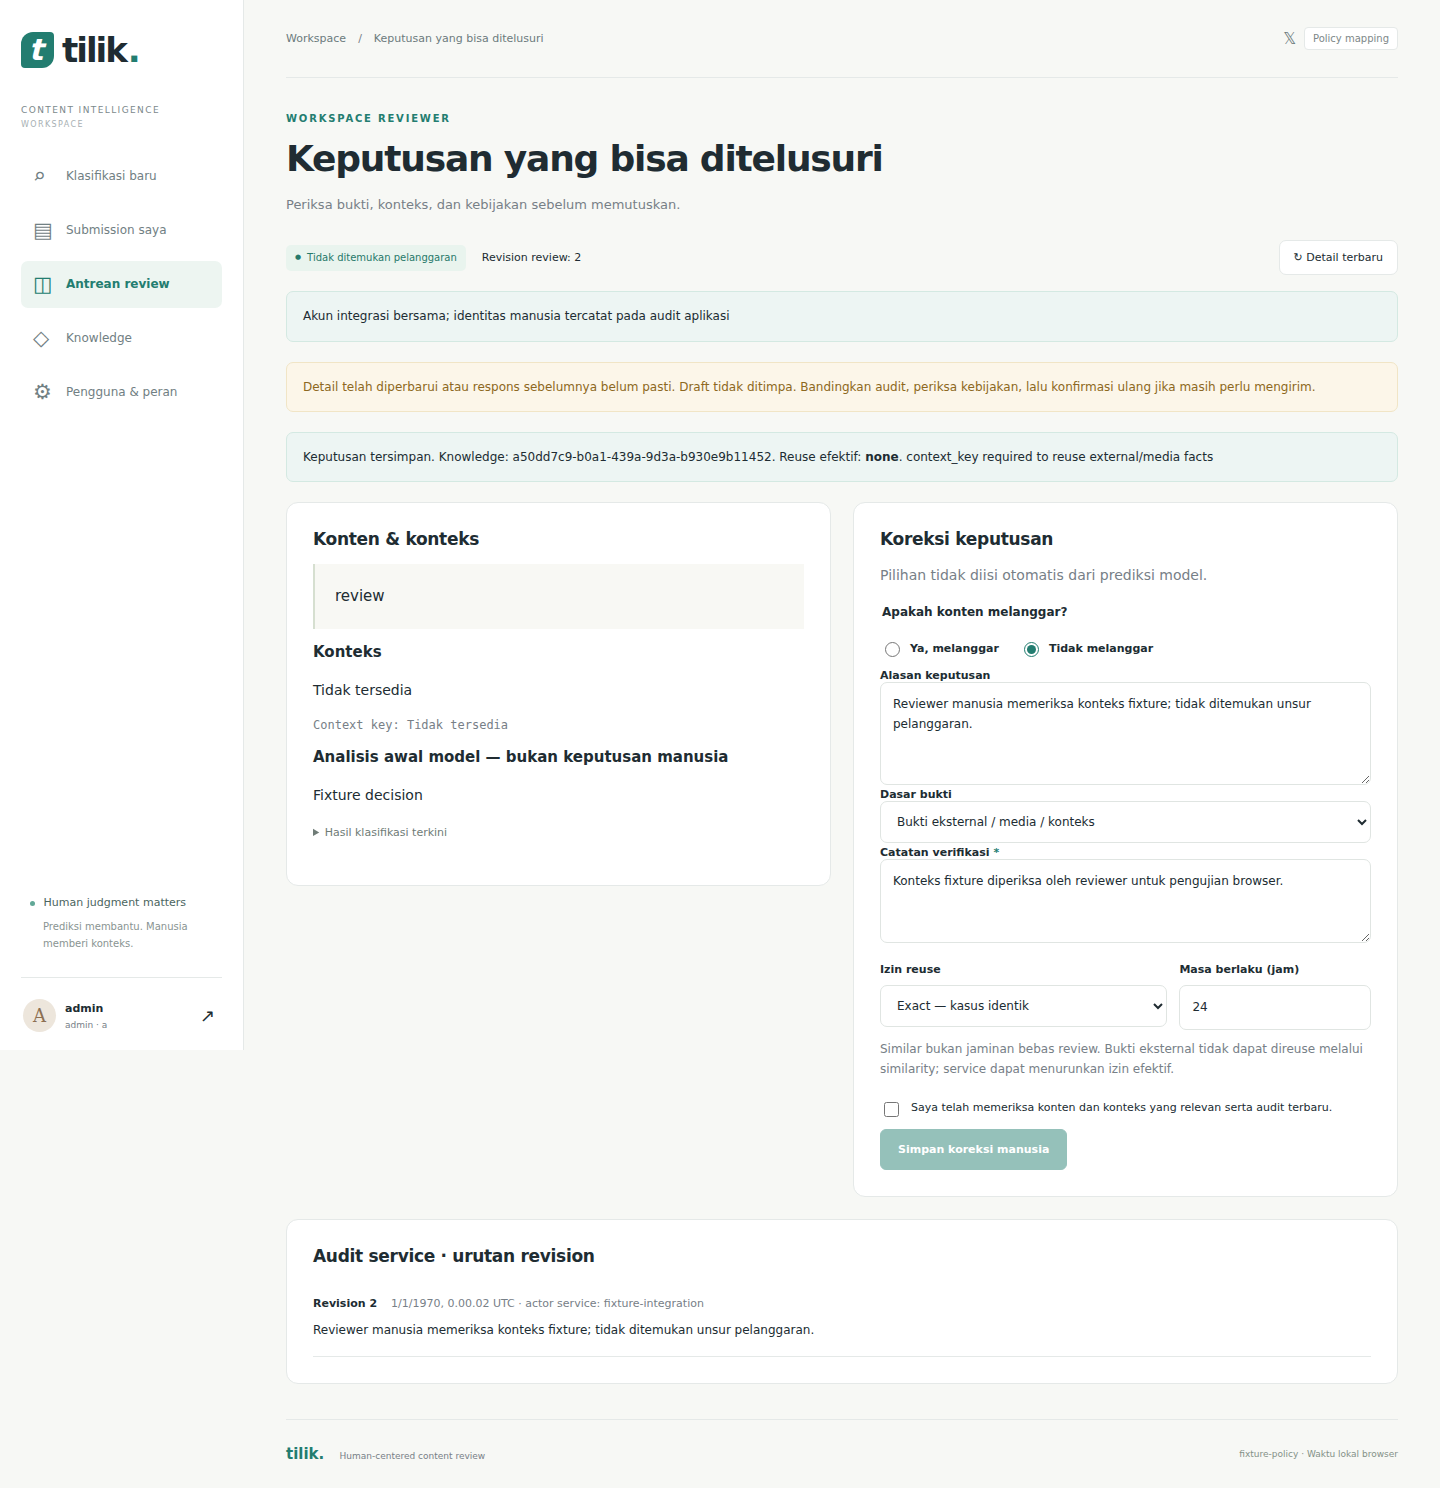 t tilik.
CONTENT INTELLIGENCE
WORKSPACE
Klasifikasi baru
Submission saya
Antrean review
Knowledge
Pengguna & peran
Human judgment matters
Prediksi membantu. Manusia
memberi konteks.
A
admin
admin · a
Workspace / Keputusan yang bisa ditelusuri
𝕏 Policy mapping
WORKSPACE REVIEWER
Keputusan yang bisa ditelusuri
Periksa bukti, konteks, dan kebijakan sebelum memutuskan.
Tidak ditemukan pelanggaran
Revision review: 2
↻ Detail terbaru
Akun integrasi bersama; identitas manusia tercatat pada audit aplikasi
Detail telah diperbarui atau respons sebelumnya belum pasti. Draft tidak ditimpa. Bandingkan audit, periksa kebijakan, lalu konfirmasi ulang jika masih perlu mengirim.
Keputusan tersimpan. Knowledge: a50dd7c9-b0a1-439a-9d3a-b930e9b11452. Reuse efektif: none. context_key required to reuse external/media facts
Konten & konteks
review
Konteks
Tidak tersedia
Context key: Tidak tersedia
Analisis awal model — bukan keputusan manusia
Fixture decision
Hasil klasifikasi terkini
Koreksi keputusan
Pilihan tidak diisi otomatis dari prediksi model.
Apakah konten melanggar?
Ya, melanggar
Tidak melanggar
Alasan keputusan
Reviewer manusia memeriksa konteks fixture; tidak ditemukan unsur
pelanggaran.
Dasar bukti
Bukti eksternal / media / konteks
Catatan verifikasi *
Konteks fixture diperiksa oleh reviewer untuk pengujian browser.
Izin reuse
Masa berlaku (jam)
Exact — kasus identik
24
Similar bukan jaminan bebas review. Bukti eksternal tidak dapat direuse melalui
similarity; service dapat menurunkan izin efektif.
Saya telah memeriksa konten dan konteks yang relevan serta audit terbaru.
Simpan koreksi manusia
Audit service · urutan revision
Revision 2 1/1/1970, 0.00.02 UTC · actor service: fixture-integration
Reviewer manusia memeriksa konteks fixture; tidak ditemukan unsur pelanggaran.
tilik. Human-centered content review
fixture-policy · Waktu lokal browser